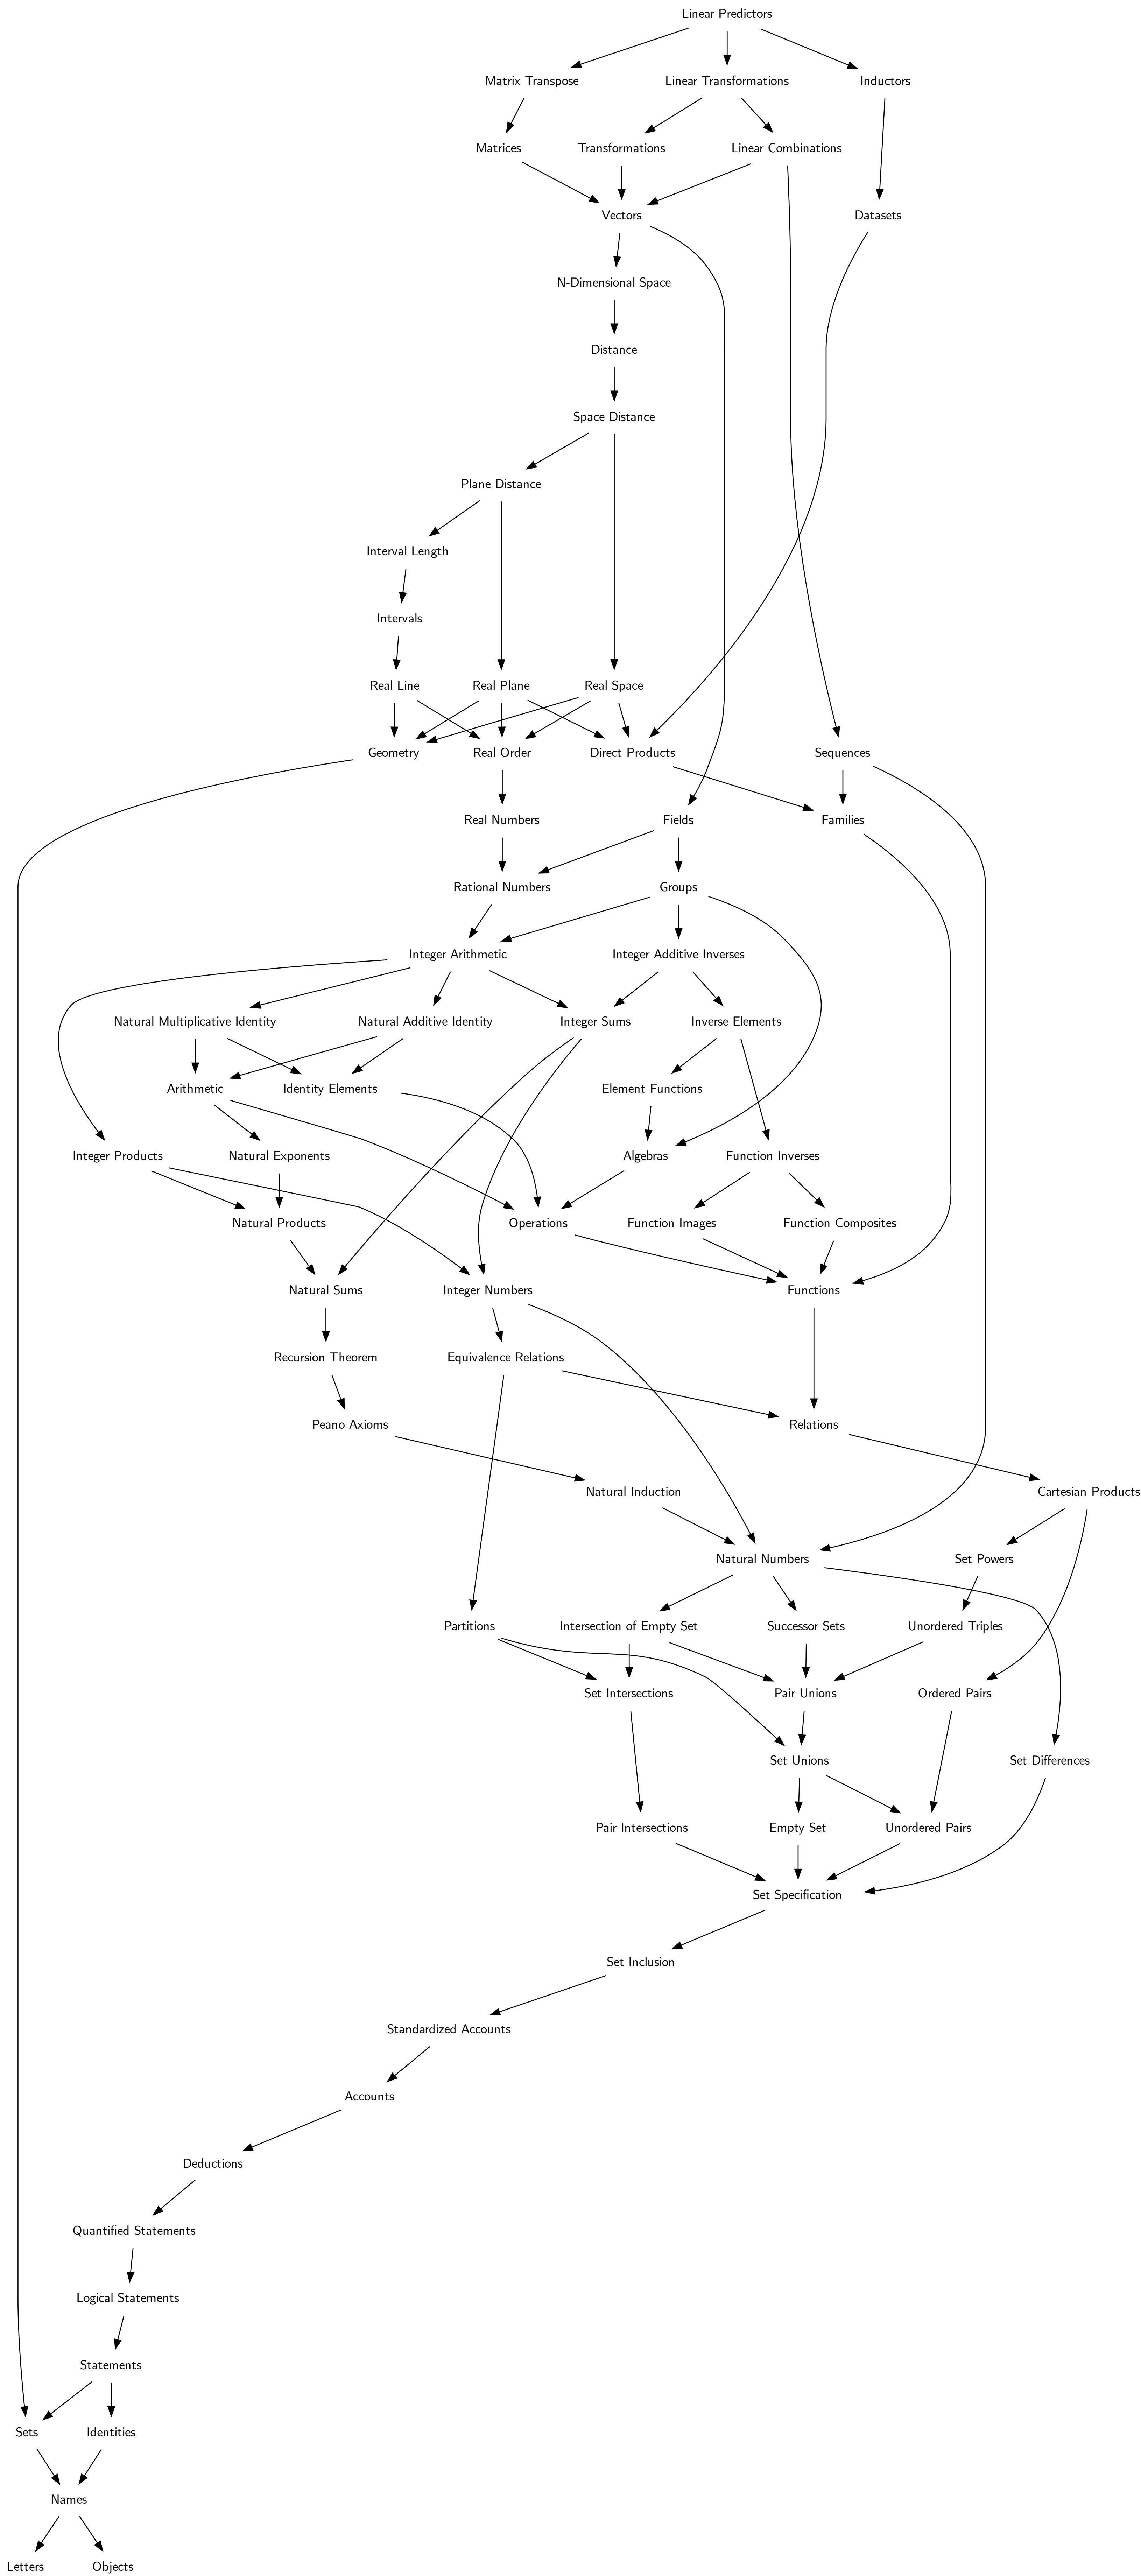 Linear Predictors
Matrix Transpose
Linear Transformations
Inductors
Matrices
Transformations
Linear Combinations
Vectors
Datasets
N-Dimensional Space
Distance
Space Distance
Plane Distance
Interval Length
Intervals
Real Line
Real Plane
Real Space
Geometry
Real Order
Direct Products
Sequences
Real Numbers
Fields
Families
Rational Numbers
Groups
Integer Arithmetic
Integer Additive Inverses
Natural Multiplicative Identity
Natural Additive Identity
Integer Sums
Inverse Elements
Arithmetic
Identity Elements
Element Functions
Integer Products
Natural Exponents
Algebras
Function Inverses
Natural Products
Operations
Function Images
Function Composites
Natural Sums
Integer Numbers
Functions
Recursion Theorem
Equivalence Relations
Peano Axioms
Relations
Natural Induction
Cartesian Products
Natural Numbers
Set Powers
Partitions
Intersection of Empty Set
Successor Sets
Unordered Triples
Set Intersections
Pair Unions
Ordered Pairs
Set Unions
Set Differences
Pair Intersections
Empty Set
Unordered Pairs
Set Specification
Set Inclusion
Standardized Accounts
Accounts
Deductions
Quantified Statements
Logical Statements
Statements
Sets
Identities
Names
Letters
Objects